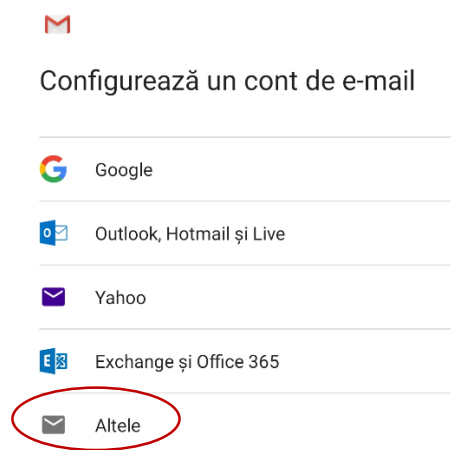 Configurează un cont de e-mail
Google
Outlook, Hotmail și Live
Yahoo
Exchange și Office 365
Altele